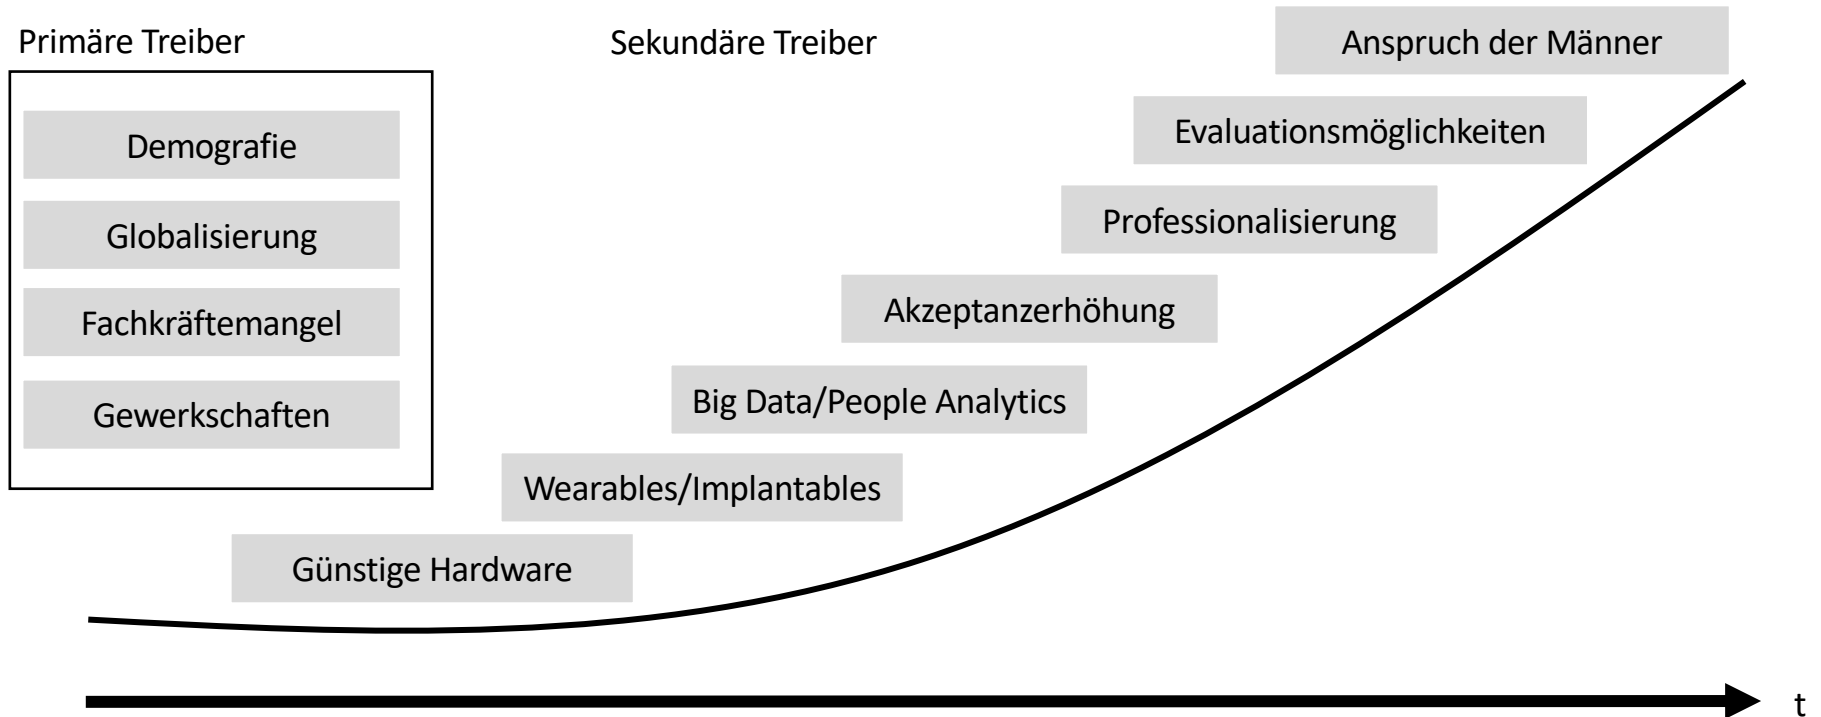 Primäre Treiber
Demografie
Globalisierung
Fachkräftemangel
Gewerkschaften
Sekundäre Treiber
Anspruch der Männer
Evaluationsmöglichkeiten
Professionalisierung
Akzeptanzerhöhung
Big Data/People Analytics
Wearables/Implantables
Günstige Hardware
t